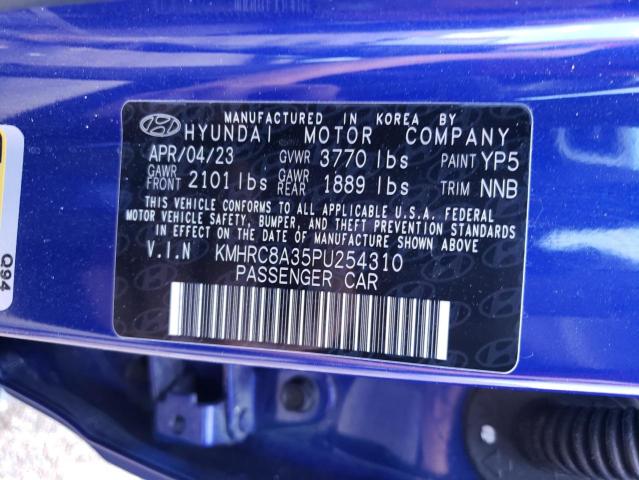 MANUFACTURED IN KOREA BY
HYUNDAI MOTOR COMPANY
APR/04/23 GVWR 3770 lbs PAINT YP5
GAWR FRONT 2101 lbs GAWR REAR 1889 lbs TRIM NNB
THIS VEHICLE CONFORMS TO ALL APPLICABLE U.S.A. FEDERAL
MOTOR VEHICLE SAFETY, BUMPER, AND THEFT PREVENTION STANDARDS
IN EFFECT ON THE DATE OF MANUFACTURE SHOWN ABOVE.
V.I.N KMHRC8A35PU254310
PASSENGER CAR
Q94